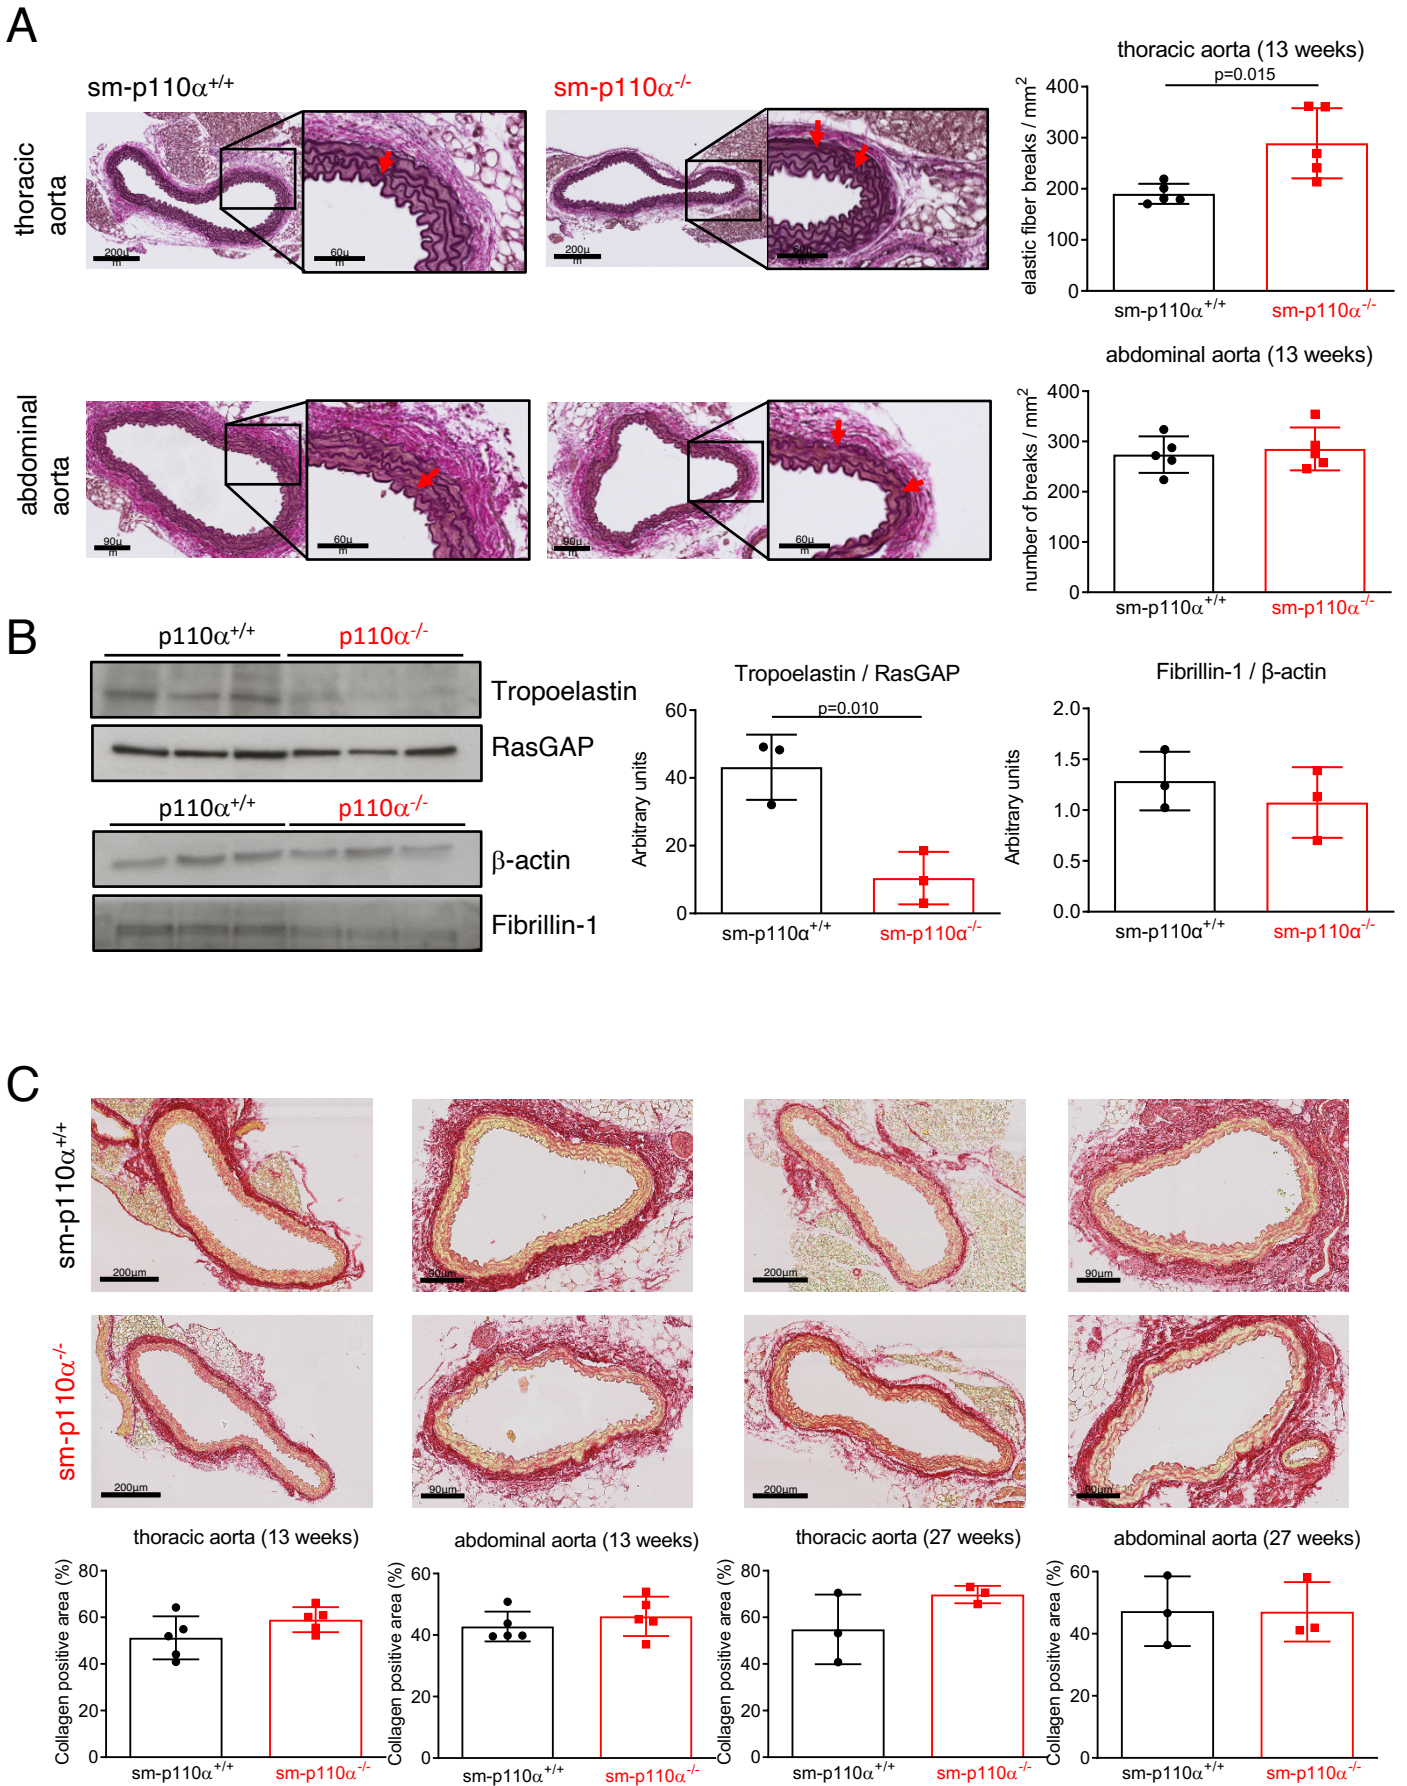 A
sm-p110α+/+
sm-p110α-/-
thoracic
aorta
200µ
m
60µ
m
200µ
m
60µ
m
thoracic aorta (13 weeks)
p=0.015
elastic fiber breaks / mm2
400
300
200
100
0
sm-p110α+/+
sm-p110α-/-
abdominal
aorta
90µ
m
60µ
m
90µ
m
60µ
m
abdominal aorta (13 weeks)
number of breaks / mm2
400
300
200
100
0
sm-p110α+/+
sm-p110α-/-
B
p110α+/+
p110α-/-
Tropoelastin
RasGAP
p110α+/+
p110α-/-
β-actin
Fibrillin-1
Tropoelastin / RasGAP
p=0.010
Arbitrary units
60
40
20
0
sm-p110α+/+
sm-p110α-/-
Fibrillin-1 / β-actin
Arbitrary units
2.0
1.5
1.0
0.5
0.0
sm-p110α+/+
sm-p110α-/-
C
sm-p110α+/+
200µm
90µm
200µm
90µm
sm-p110α-/-
200µm
90µm
200µm
90µm
thoracic aorta (13 weeks)
Collagen positive area (%)
80
60
40
20
0
sm-p110α+/+
sm-p110α-/-
abdominal aorta (13 weeks)
Collagen positive area (%)
60
40
20
0
sm-p110α+/+
sm-p110α-/-
thoracic aorta (27 weeks)
Collagen positive area (%)
80
60
40
20
0
sm-p110α+/+
sm-p110α-/-
abdominal aorta (27 weeks)
Collagen positive area (%)
60
40
20
0
sm-p110α+/+
sm-p110α-/-